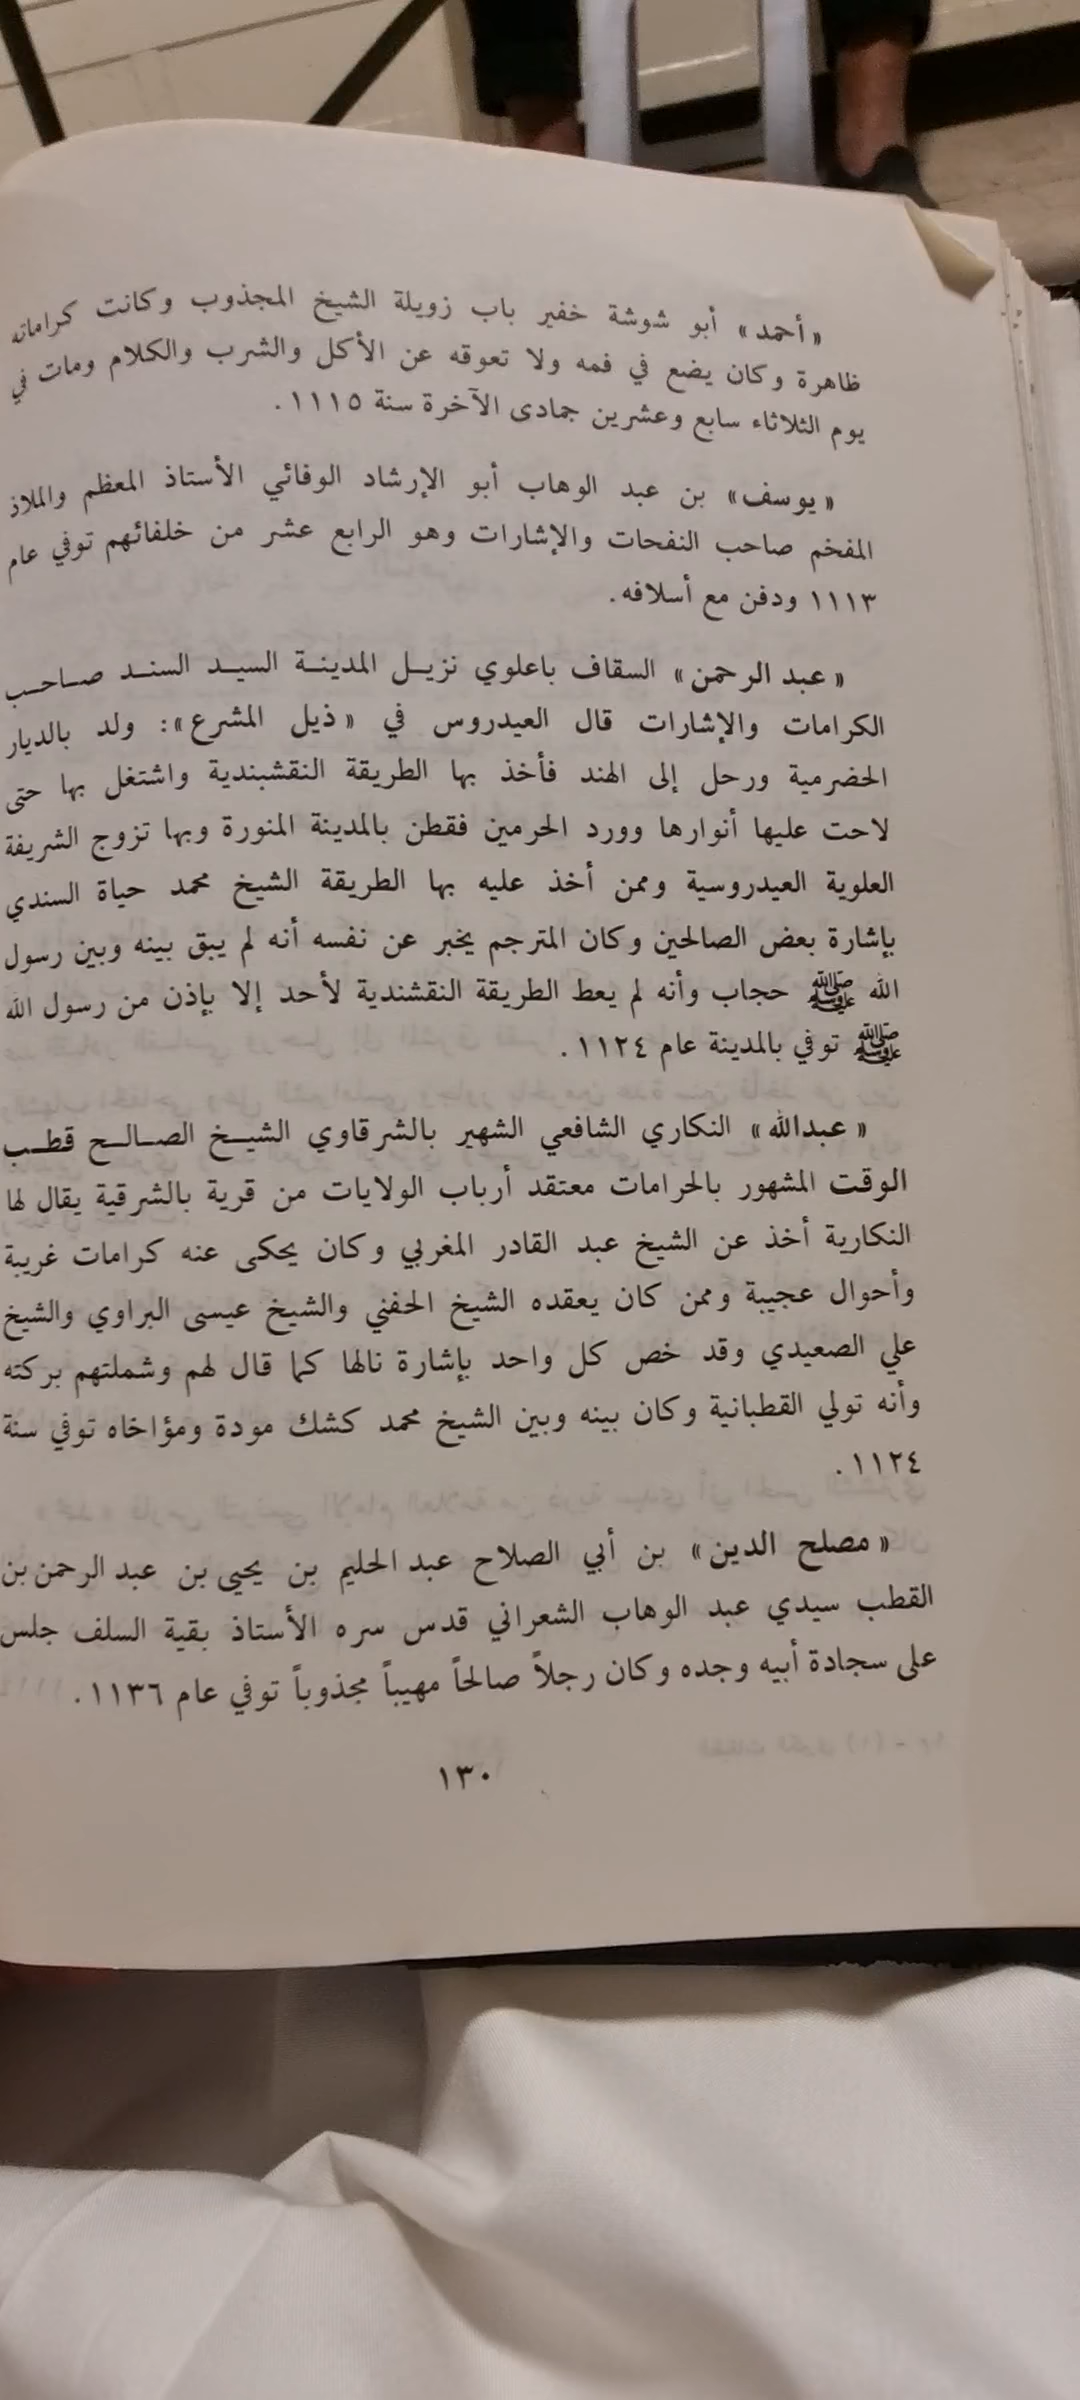 « أحمد » أبو شوشة خفير باب زويلة الشيخ المجذوب وكانت كراماته
ظاهرة وكان يضع في فمه ولا تعوقه عن الأكل والشرب والكلام ومات في
يوم الثلاثاء سابع وعشرين جمادى الآخرة سنة ١١١٥.
« يوسف » بن عبد الوهاب أبو الإرشاد الوفائي الأستاذ المعظم والملاذ
المفخم صاحب النفحات والإشارات وهو الرابع عشر من خلفائهم توفي عام
١١١٣ ودفن مع أسلافه.
« عبد الرحمن » السقاف باعلوي نزيل المدينة السيد السند صاحب
الكرامات والإشارات قال العيدروس في « ذيل المشرع »: ولد بالديار
الحضرمية ورحل إلى الهند فأخذ بها الطريقة النقشبندية واشتغل بها حتى
لاحت عليها أنوارها وورد الحرمين فقطن بالمدينة المنورة وبها تزوج الشريفة
العلوية العيدروسية وممن أخذ عليه بها الطريقة الشيخ محمد حياة السندي
بإشارة بعض الصالحين وكان المترجم يخبر عن نفسه أنه لم يبق بينه وبين رسول
الله ﷺ حجاب وأنه لم يعط الطريقة النقشندية لأحد إلا بإذن من رسول الله
ﷺ توفي بالمدينة عام ١١٢٤.
« عبدالله » النكاري الشافعي الشهير بالشرقاوي الشيخ الصالح قطب
الوقت المشهور بالحرامات معتقد أرباب الولايات من قرية بالشرقية يقال لها
النكارية أخذ عن الشيخ عبد القادر المغربي وكان يحكى عنه كرامات غريبة
وأحوال عجيبة وممن كان يعقده الشيخ الحفني والشيخ عيسى البراوي والشيخ
علي الصعيدي وقد خص كل واحد بإشارة نالها كما قال لهم وشملتهم بركته
وأنه تولي القطبانية وكان بينه وبين الشيخ محمد كشك مودة ومؤاخاه توفي سنة
١١٢٤.
« مصلح الدين » بن أبي الصلاح عبد الحليم بن يحيى بن عبد الرحمن بن
القطب سيدي عبد الوهاب الشعراني قدس سره الأستاذ بقية السلف جلس
على سجادة أبيه وجده وكان رجلاً صالحاً مهيباً مجذوباً توفي عام ١١٣٦.
١٣٠